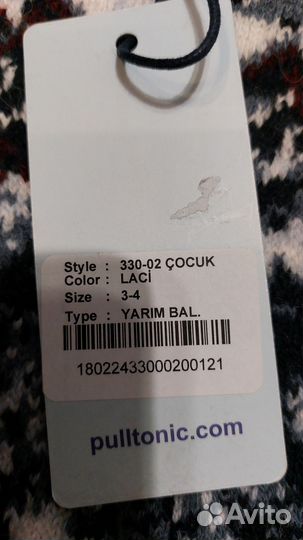 Style : 330-02 ÇOCUK
Color : LACİ
Size : 3-4
Type : YARIM BAL.
18022433000200121
pulltonic.com
Avito